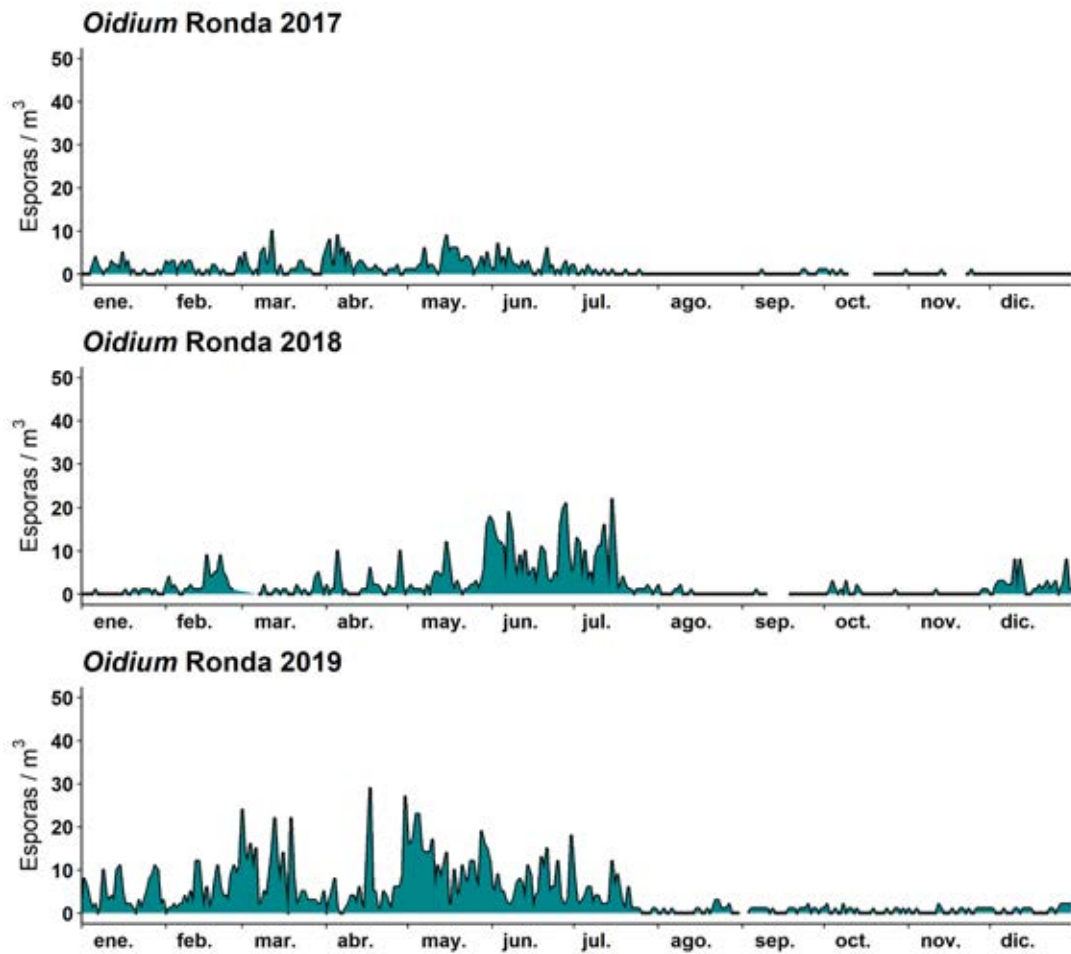 Oidium Ronda 2017
50
40
30
20
10
0
Esporas / m³
ene. feb. mar. abr. may. jun. jul. ago. sep. oct. nov. dic.
Oidium Ronda 2018
50
40
30
20
10
0
Esporas / m³
ene. feb. mar. abr. may. jun. jul. ago. sep. oct. nov. dic.
Oidium Ronda 2019
50
40
30
20
10
0
Esporas / m³
ene. feb. mar. abr. may. jun. jul. ago. sep. oct. nov. dic.